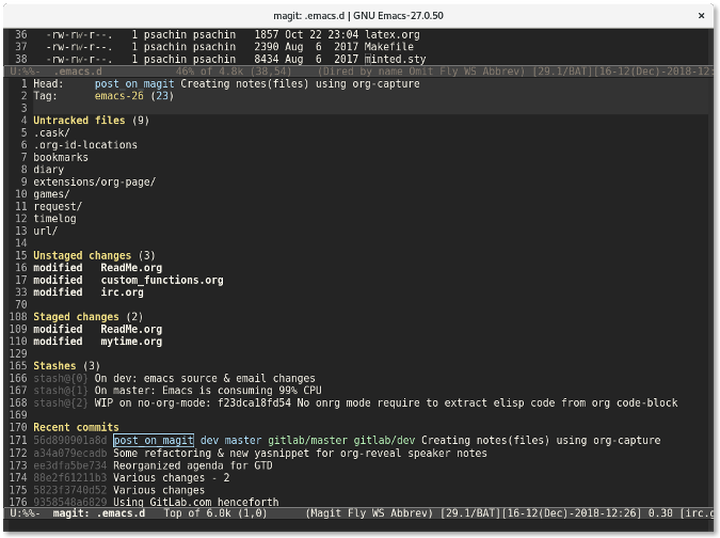 magit: .emacs.d | GNU Emacs-27.0.50 ×
36 -rw-rw-r--. 1 psachin psachin 1857 Oct 22 23:04 latex.org
37 -rw-rw-r--. 1 psachin psachin 2390 Aug 6 2017 Makefile
38 -rw-rw-r--. 1 psachin psachin 8434 Aug 6 2017 minted.sty
U:%%- .emacs.d 46% of 4.8k (38,54) (Dired by name Omit Fly WS Abbrev) [29.1/BAT][16-12(Dec)-2018-12:
1 Head: post_on_magit Creating notes(files) using org-capture
2 Tag: emacs-26 (23)
3
4 Untracked files (9)
5 .cask/
6 .org-id-locations
7 bookmarks
8 diary
9 extensions/org-page/
10 games/
11 request/
12 timelog
13 url/
14
15 Unstaged changes (3)
16 modified ReadMe.org
17 modified custom_functions.org
33 modified irc.org
70
108 Staged changes (2)
109 modified ReadMe.org
110 modified mytime.org
129
165 Stashes (3)
166 stash@{0} On dev: emacs source & email changes
167 stash@{1} On master: Emacs is consuming 99% CPU
168 stash@{2} WIP on no-org-mode: f23dca18fd54 No onrg mode require to extract elisp code from org code-block
169
170 Recent commits
171 56d898901a8d post_on_magit dev master gitlab/master gitlab/dev Creating notes(files) using org-capture
172 a34a079ecadb Some refactoring & new yasnippet for org-reveal speaker notes
173 ee3dfa5be734 Reorganized agenda for GTD
174 88e2f61211b3 Various changes - 2
175 5823f3740d52 Various changes
176 9358548a6829 Using GitLab.com henceforth
U:%%- magit: .emacs.d Top of 6.0k (1,0) (Magit Fly WS Abbrev) [29.1/BAT][16-12(Dec)-2018-12:26] 0.30 [irc.